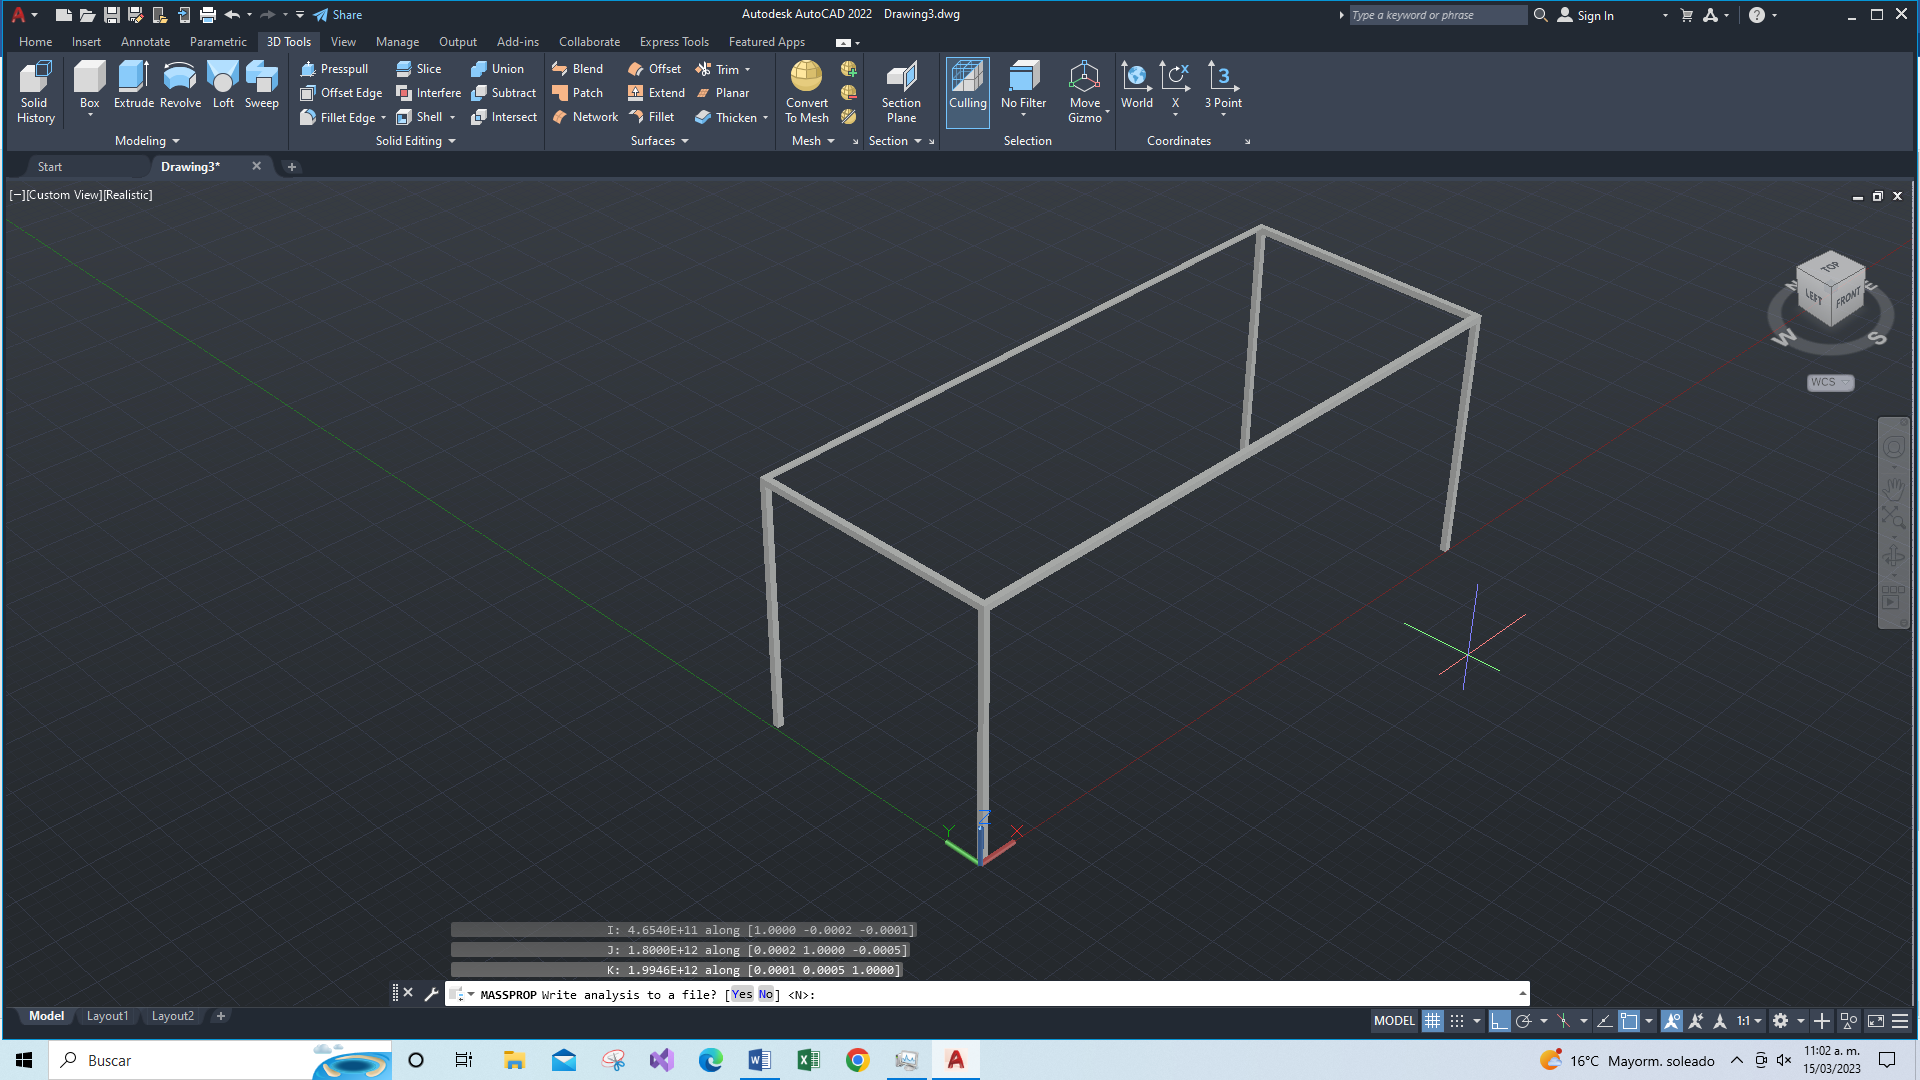 Share
Autodesk AutoCAD 2022 Drawing3.dwg
Type a keyword or phrase
Sign In
Home Insert Annotate Parametric 3D Tools View Manage Output Add-ins Collaborate Express Tools Featured Apps
Solid History
Box
Extrude
Revolve
Loft
Sweep
Modeling
Presspull
Offset Edge
Fillet Edge
Slice
Interfere
Shell
Union
Subtract
Intersect
Solid Editing
Blend
Patch
Network
Offset
Extend
Fillet
Trim
Planar
Thicken
Surfaces
Convert To Mesh
Mesh
Section Plane
Section
Culling
No Filter
Move Gizmo
Selection
World
X
3 Point
Coordinates
Start
Drawing3*
[−][Custom View][Realistic]
TOP
LEFT
FRONT
N
E
W
S
WCS
Y
X
Z
I: 4.6540E+11 along [1.0000 -0.0002 -0.0001]
J: 1.8000E+12 along [0.0002 1.0000 -0.0005]
K: 1.9946E+12 along [0.0001 0.0005 1.0000]
MASSPROP Write analysis to a file? [Yes No] <N>:
Model Layout1 Layout2
MODEL
1:1
Buscar
16°C Mayorm. soleado
11:02 a. m.
15/03/2023